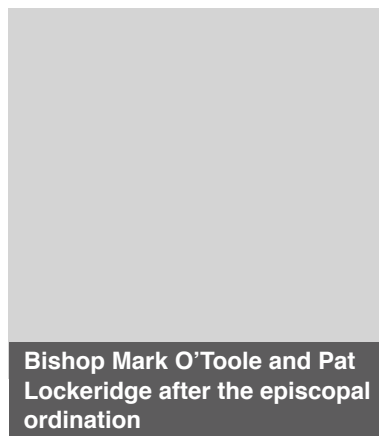 Bishop Mark O’Toole and Pat
Lockeridge after the episcopal
ordination